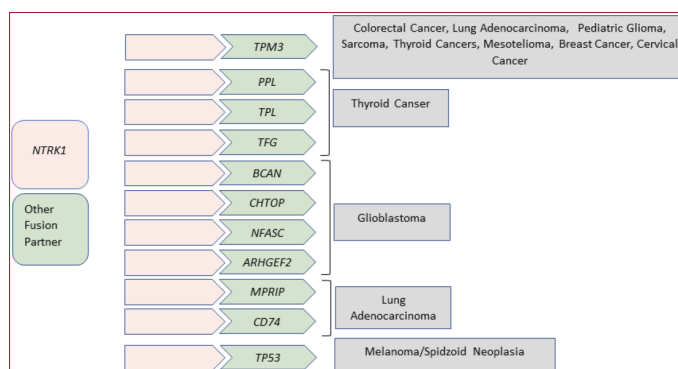 Colorectal Cancer, Lung Adenocarcinoma, Pediatric Glioma,
Sarcoma, Thyroid Cancers, Mesotelioma, Breast Cancer, Cervical
Cancer
TPM3
PPL
TPL
TFG
Thyroid Canser
NTRK1
Other
Fusion
Partner
BCAN
CHTOP
NFASC
ARHGEF2
Glioblastoma
MPRIP
CD74
Lung
Adenocarcinoma
TP53
Melanoma/Spidzoid Neoplasia